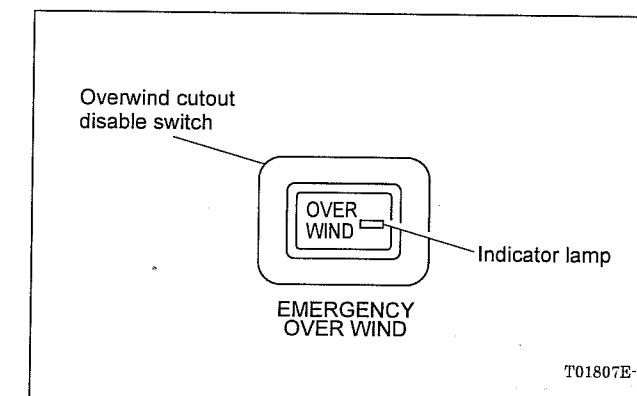 Overwind cutout
disable switch
OVER
WIND
Indicator lamp
EMERGENCY
OVER WIND
T01807E-